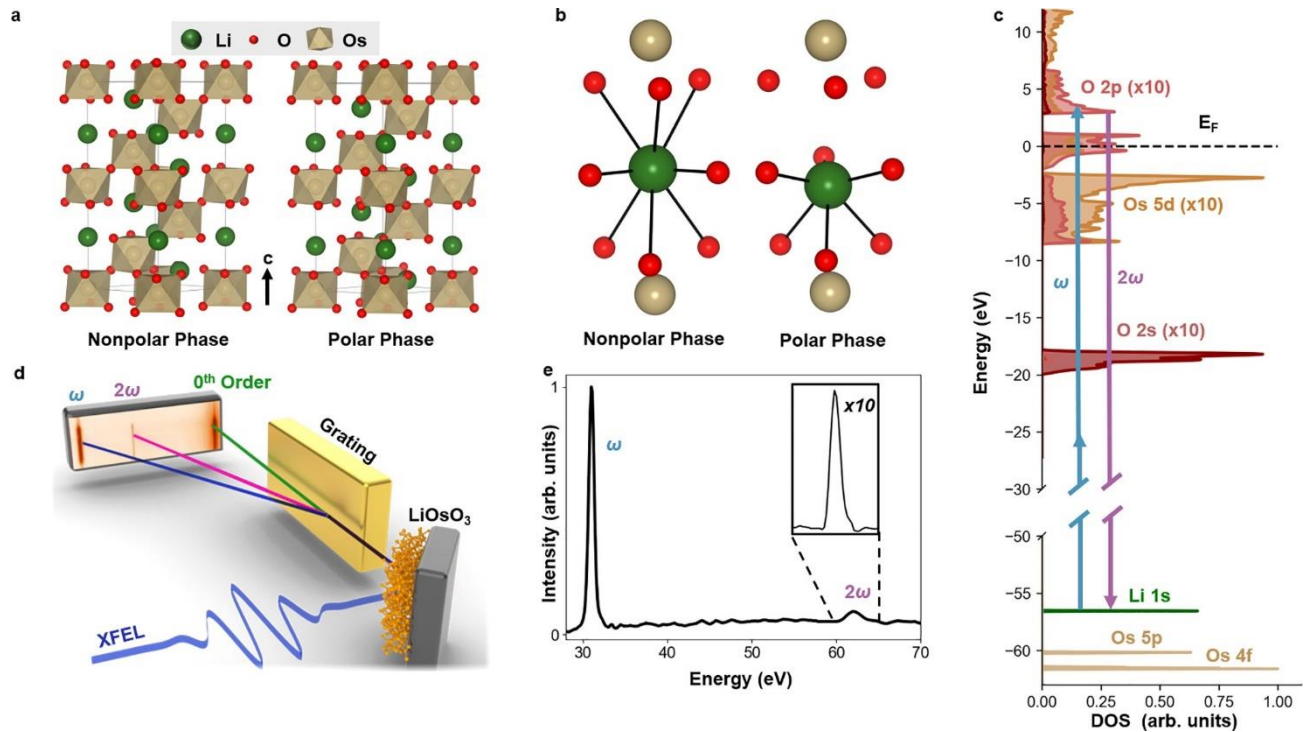 a
Li O Os
c
Nonpolar Phase Polar Phase
b
Nonpolar Phase Polar Phase
c
10
5
0
−5
−10
−15
−20
−25
−30
−50
−55
−60
Energy (eV)
O 2p (x10)
E_F
Os 5d (x10)
ω 2ω
O 2s (x10)
Li 1s
Os 5p
Os 4f
0.00 0.25 0.50 0.75 1.00
DOS (arb. units)
d
ω 2ω 0th Order
Grating
LiOsO3
XFEL
e
1
0
Intensity (arb. units)
ω
x10
2ω
30 40 50 60 70
Energy (eV)